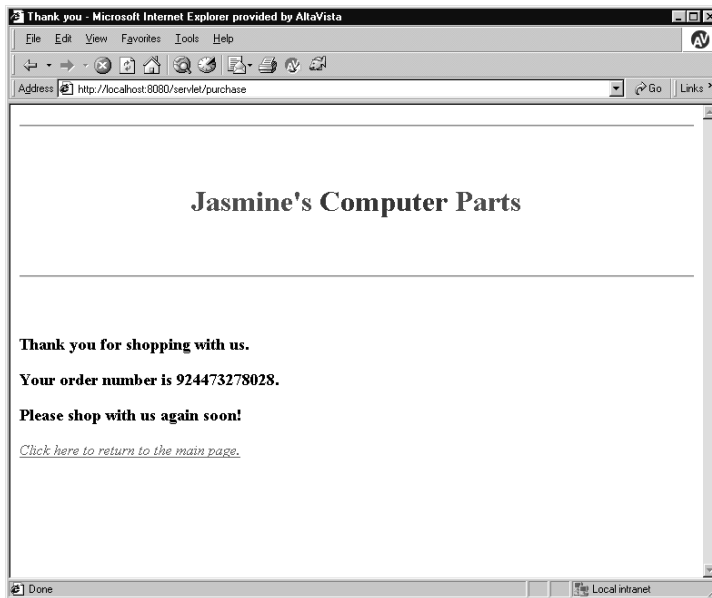 Thank you - Microsoft Internet Explorer provided by AltaVista
File Edit View Favorites Tools Help
AV
Address http://localhost:8080/servlet/purchase Go Links »
Jasmine's Computer Parts
Thank you for shopping with us.
Your order number is 924473278028.
Please shop with us again soon!
Click here to return to the main page.
Done Local intranet